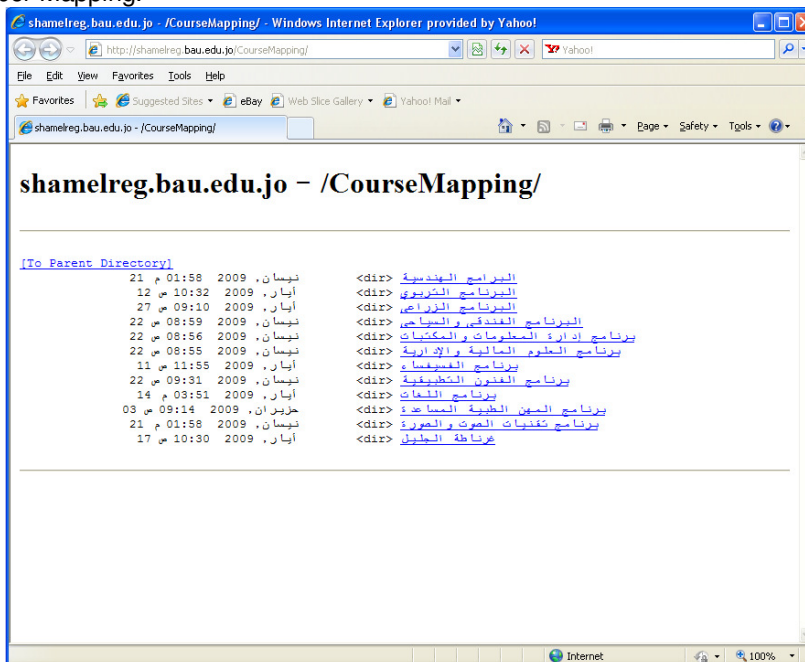 ser Mapping.
shamelreg.bau.edu.jo - /CourseMapping/ - Windows Internet Explorer provided by Yahoo!
http://shamelreg.bau.edu.jo/CourseMapping/ Yahoo!
File Edit View Favorites Tools Help
Favorites Suggested Sites eBay Web Slice Gallery Yahoo! Mail
shamelreg.bau.edu.jo - /CourseMapping/ Page Safety Tools
shamelreg.bau.edu.jo - /CourseMapping/
[To Parent Directory]
21 نيسان, 2009 01:58 م <dir> البرامج الهندسية
12 أيار, 2009 10:32 ص <dir> البرنامج التربوي
27 أيار, 2009 09:10 ص <dir> البرنامج الزراعي
22 نيسان, 2009 08:59 ص <dir> البرنامج الفندقي والسياحي
22 نيسان, 2009 08:56 ص <dir> برنامج إدارة المعلومات والمكتبات
22 نيسان, 2009 08:55 ص <dir> برنامج العلوم المالية والإدارية
11 أيار, 2009 11:55 ص <dir> برنامج الفسيفساء
22 نيسان, 2009 09:31 ص <dir> برنامج الفنون التطبيقية
14 أيار, 2009 03:51 م <dir> برنامج اللغات
03 حزيران, 2009 09:14 ص <dir> برنامج المهن الطبية المساعدة
21 نيسان, 2009 01:58 م <dir> برنامج تقنيات الصوت والصورة
17 أيار, 2009 10:30 ص <dir> غرناطة الجليل
Internet 100%